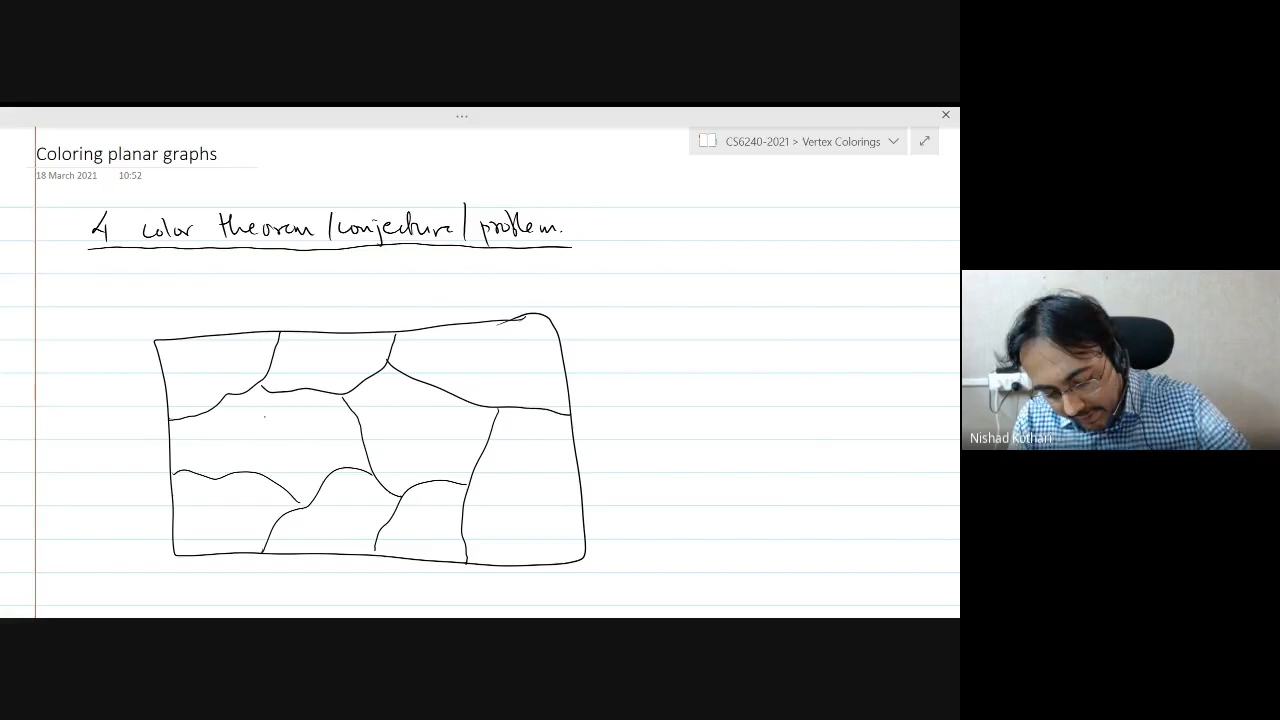 CS6240-2021 > Vertex Colorings
Coloring planar graphs
18 March 2021 10:52
4 color theorem / conjecture / problem.
Nishad Kothari